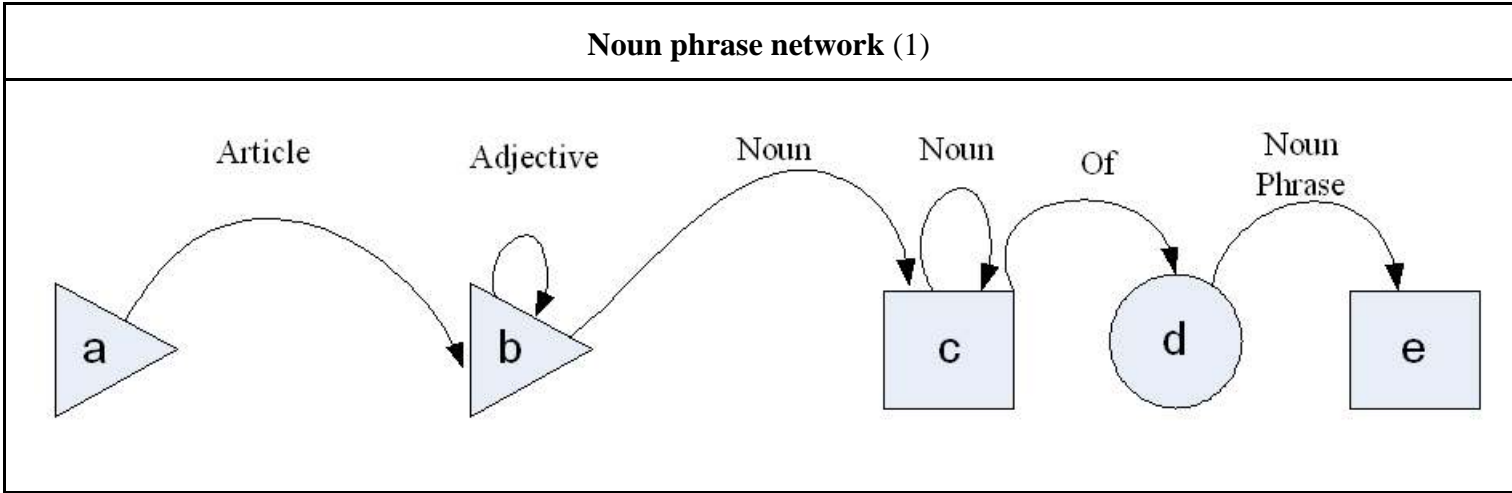 Noun phrase network (1)
Article
Adjective
Noun
Noun
Of
Noun
Phrase
a
b
c
d
e